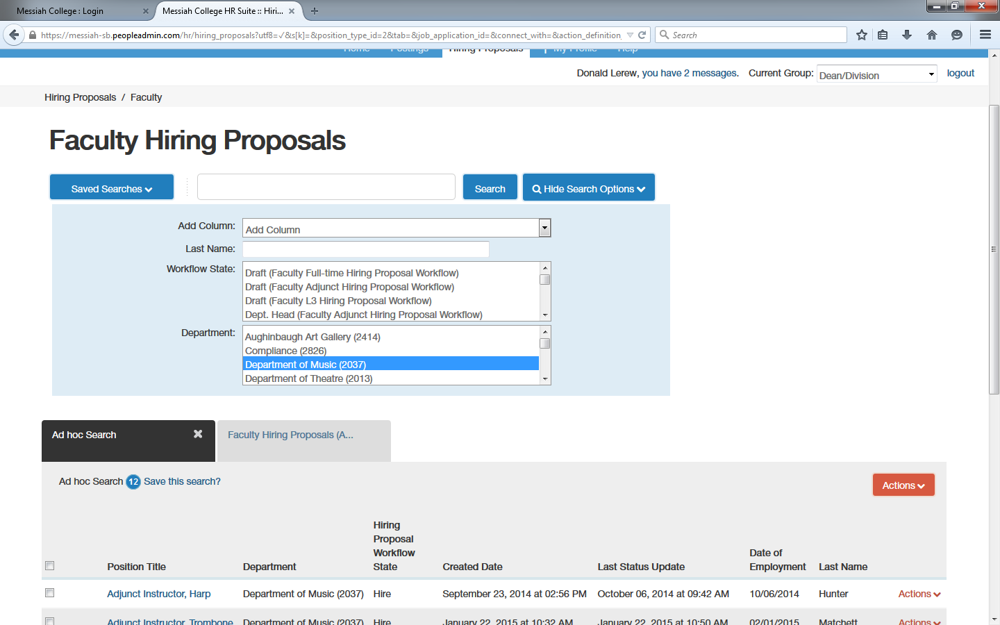 Messiah College : Login
Messiah College HR Suite :: Hiri...
https://messiah-sb.peopleadmin.com/hr/hiring_proposals?utf8=✓&s[k]=&position_type_id=2&tab=&job_application_id=&connect_with=&action_definition_
Search
Home Postings Hiring Proposals My Profile Help
Donald Lerew, you have 2 messages. Current Group: Dean/Division logout
Hiring Proposals / Faculty
Faculty Hiring Proposals
Saved Searches Search Hide Search Options
Add Column: Add Column
Last Name:
Workflow State: Draft (Faculty Full-time Hiring Proposal Workflow)
Draft (Faculty Adjunct Hiring Proposal Workflow)
Draft (Faculty L3 Hiring Proposal Workflow)
Dept. Head (Faculty Adjunct Hiring Proposal Workflow)
Department: Aughinbaugh Art Gallery (2414)
Compliance (2826)
Department of Music (2037)
Department of Theatre (2013)
Ad hoc Search Faculty Hiring Proposals (A...
Ad hoc Search 12 Save this search?
Actions
Hiring
Proposal
Workflow
State
Position Title Department Created Date Last Status Update Date of Employment Last Name
Adjunct Instructor, Harp Department of Music (2037) Hire September 23, 2014 at 02:56 PM October 06, 2014 at 09:42 AM 10/06/2014 Hunter Actions
Adjunct Instructor, Trombone Department of Music (2037) Hire January 22, 2015 at 10:32 AM January 22, 2015 at 10:50 AM 02/01/2015 Matchett Actions